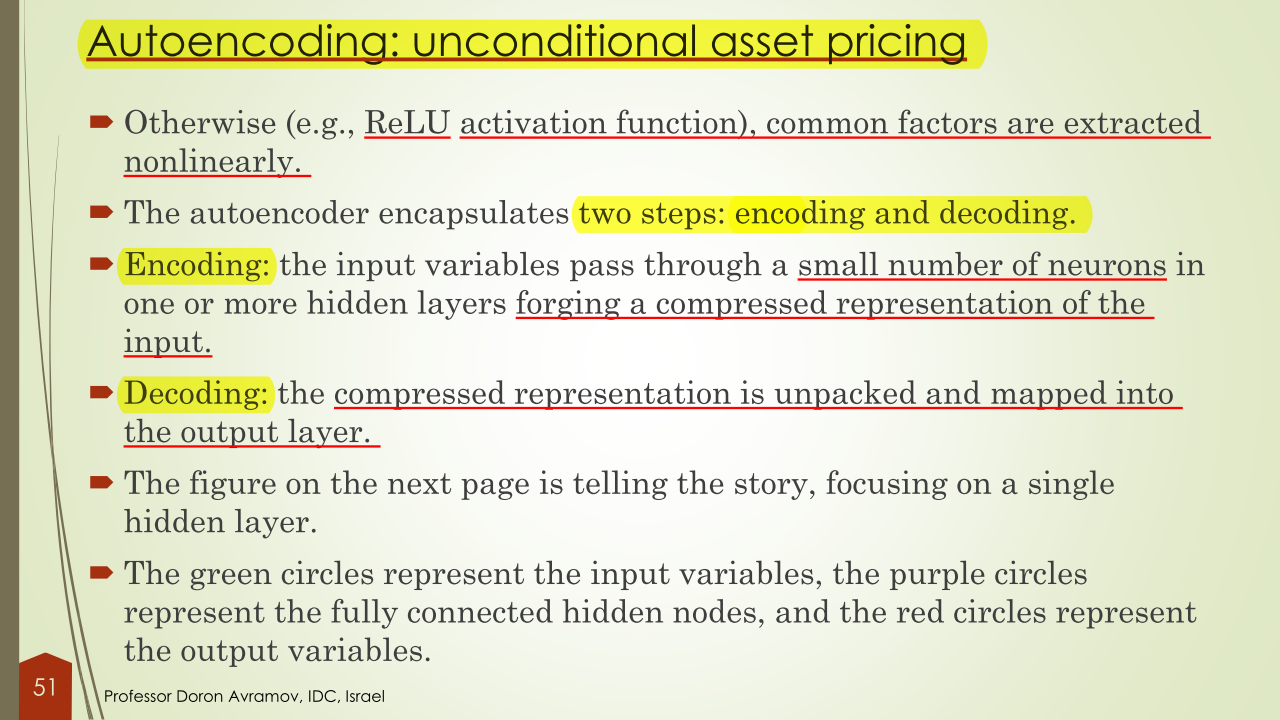 Autoencoding: unconditional asset pricing
Otherwise (e.g., ReLU activation function), common factors are extracted
nonlinearly.
The autoencoder encapsulates two steps: encoding and decoding.
Encoding: the input variables pass through a small number of neurons in
one or more hidden layers forging a compressed representation of the
input.
Decoding: the compressed representation is unpacked and mapped into
the output layer.
The figure on the next page is telling the story, focusing on a single
hidden layer.
The green circles represent the input variables, the purple circles
represent the fully connected hidden nodes, and the red circles represent
the output variables.
51
Professor Doron Avramov, IDC, Israel